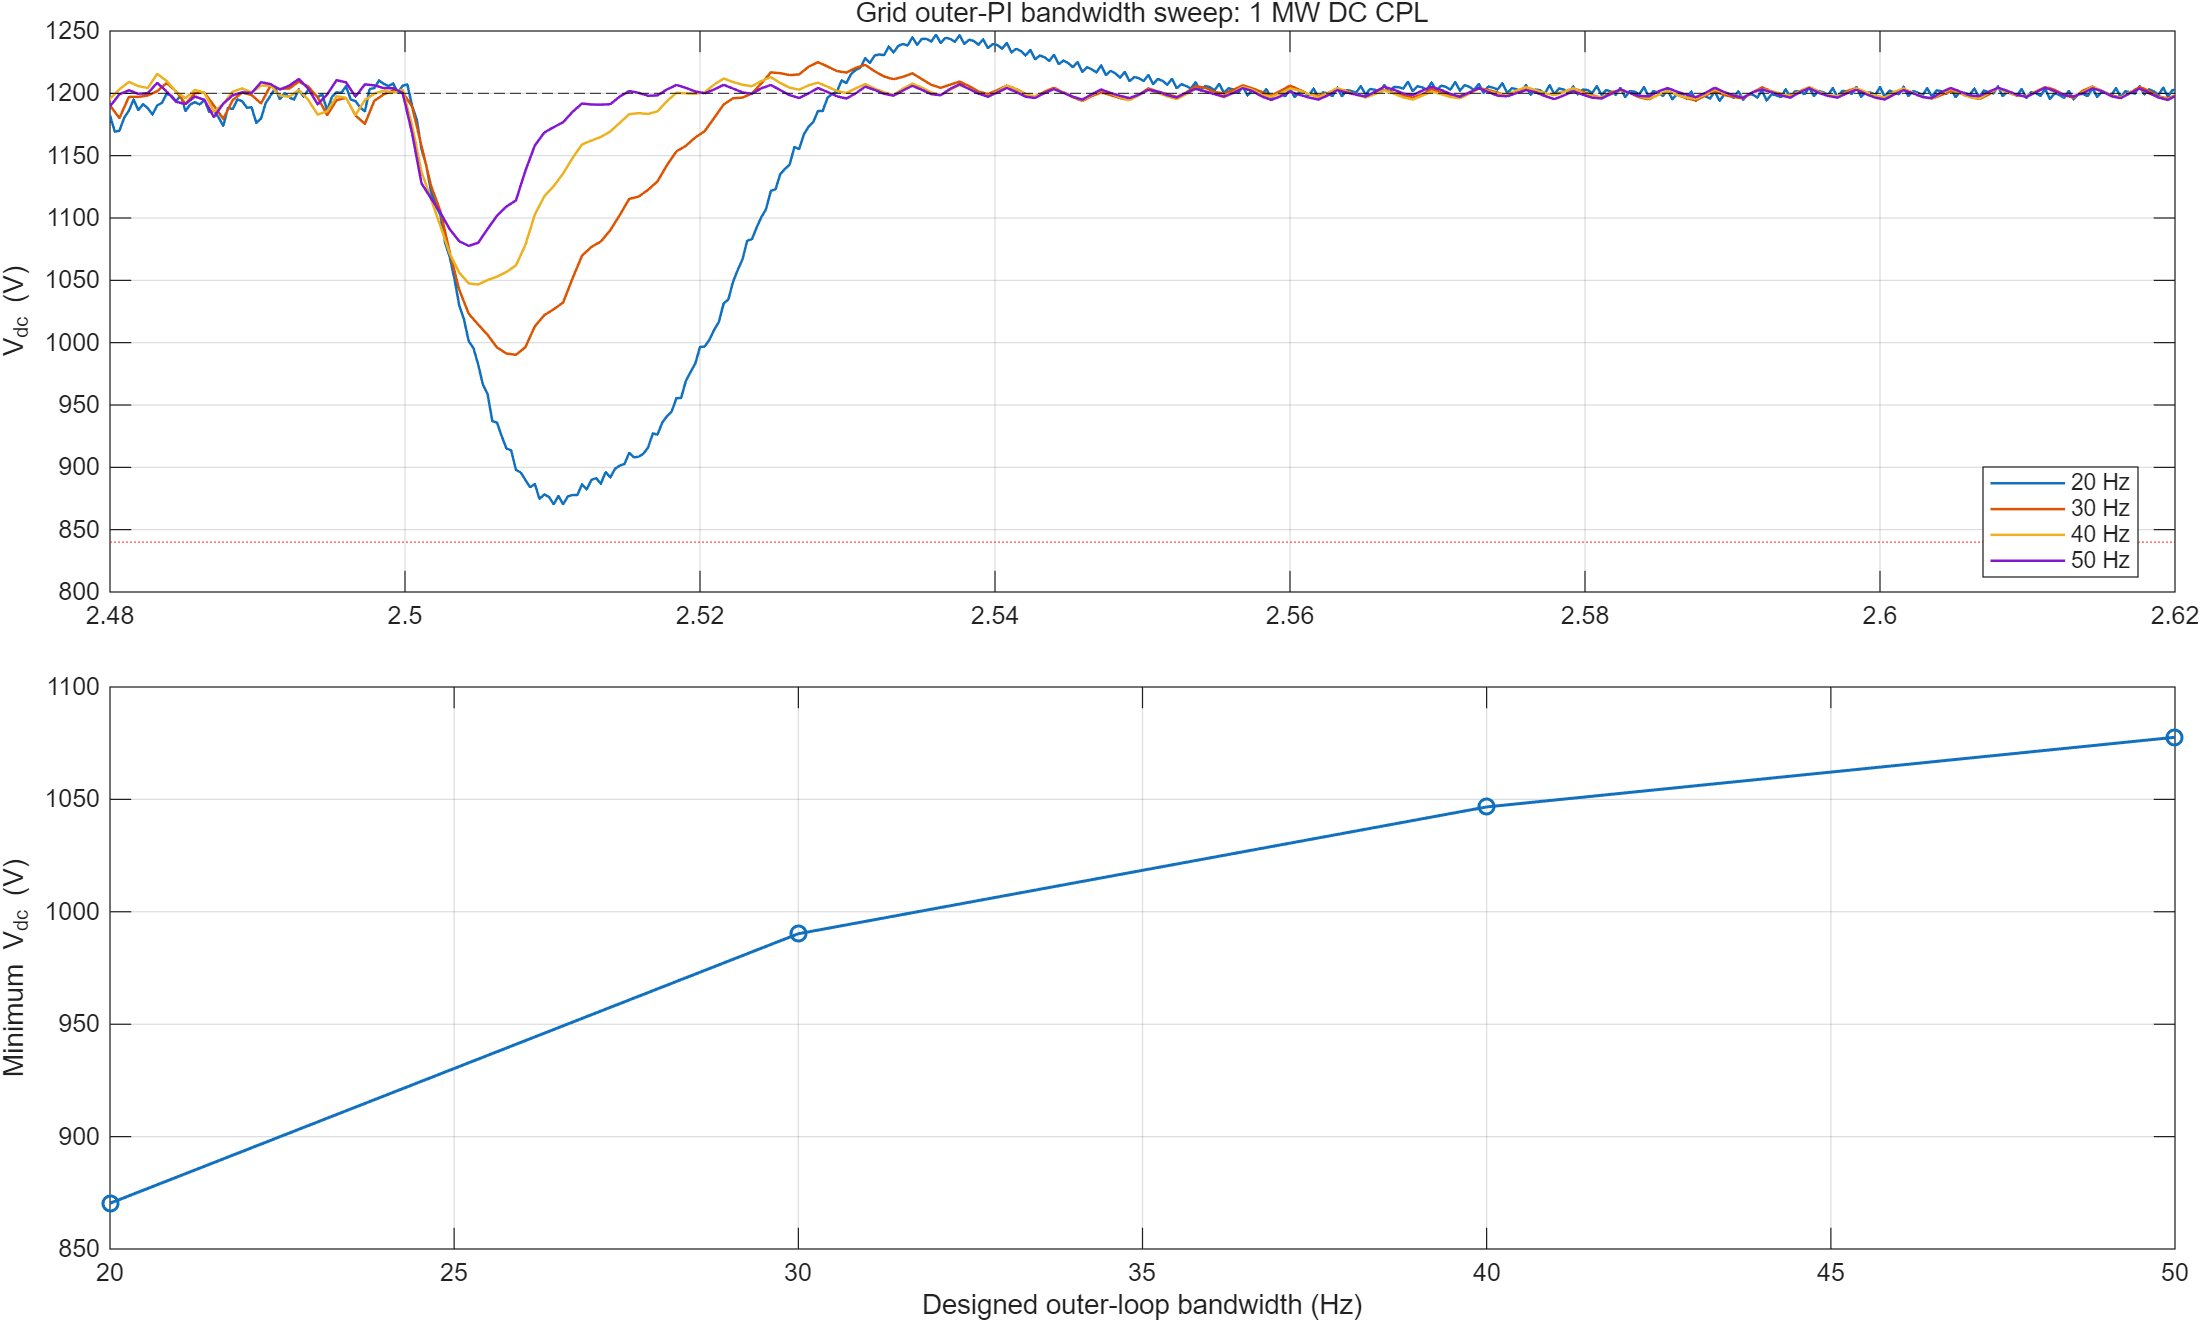 Grid outer-PI bandwidth sweep: 1 MW DC CPL
1250
1200
1150
1100
1050
1000
950
900
850
800
Vdc (V)
2.48 2.5 2.52 2.54 2.56 2.58 2.6 2.62
20 Hz
30 Hz
40 Hz
50 Hz
1100
1050
1000
950
900
850
Minimum Vdc (V)
20 25 30 35 40 45 50
Designed outer-loop bandwidth (Hz)